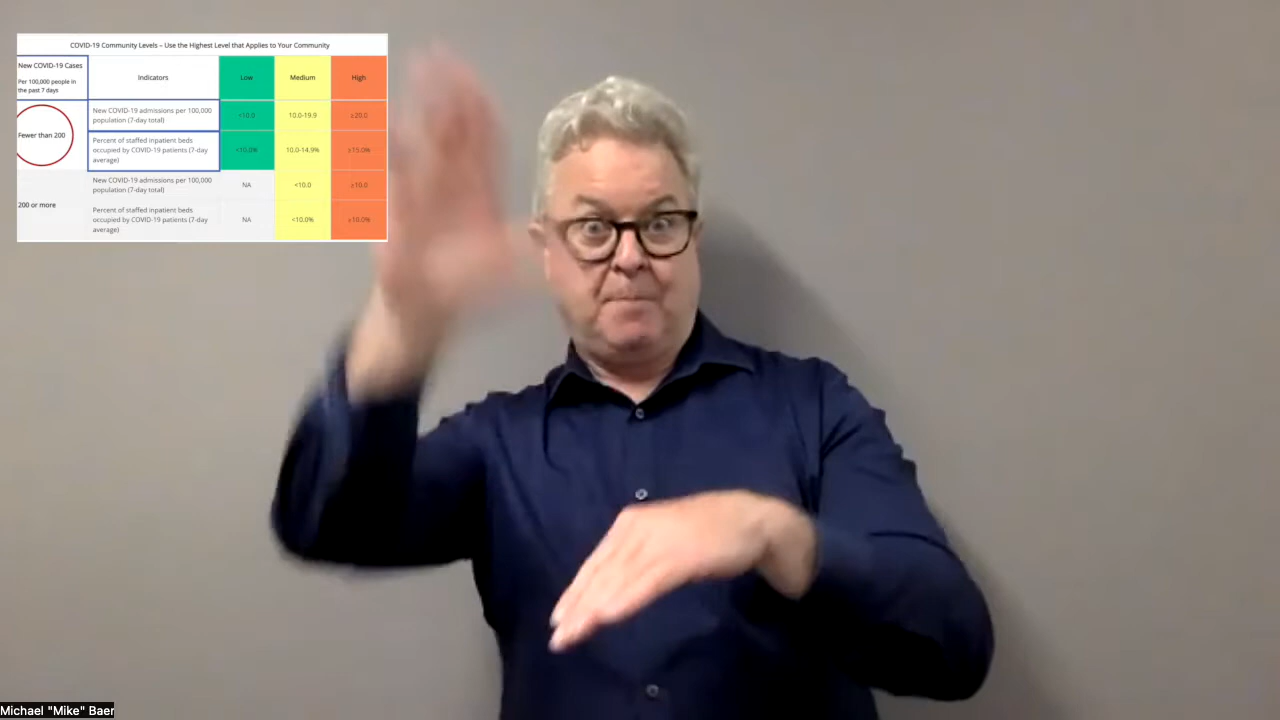 COVID-19 Community Levels – Use the Highest Level that Applies to Your Community
New COVID-19 Cases
Per 100,000 people in
the past 7 days
Indicators
Low
Medium
High
Fewer than 200
New COVID-19 admissions per 100,000
population (7-day total)
<10.0
10.0-19.9
≥20.0
Percent of staffed inpatient beds
occupied by COVID-19 patients (7-day
average)
<10.0%
10.0-14.9%
≥15.0%
200 or more
New COVID-19 admissions per 100,000
population (7-day total)
NA
<10.0
≥10.0
Percent of staffed inpatient beds
occupied by COVID-19 patients (7-day
average)
NA
<10.0%
≥10.0%
Michael "Mike" Baer